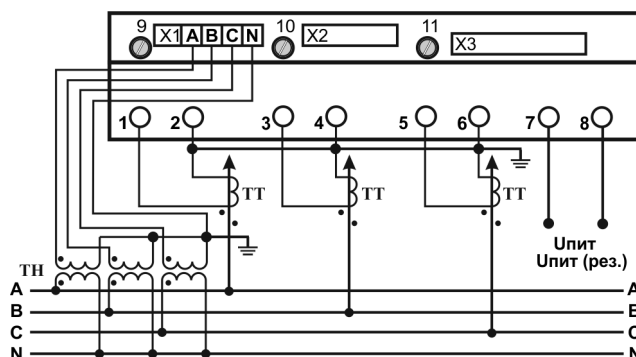 9 10 11
X1 A B C N X2 X3
1 2 3 4 5 6 7 8
ТТ ТТ ТТ
Uпит
Uпит (рез.)
ТН
A A
B
C
N N